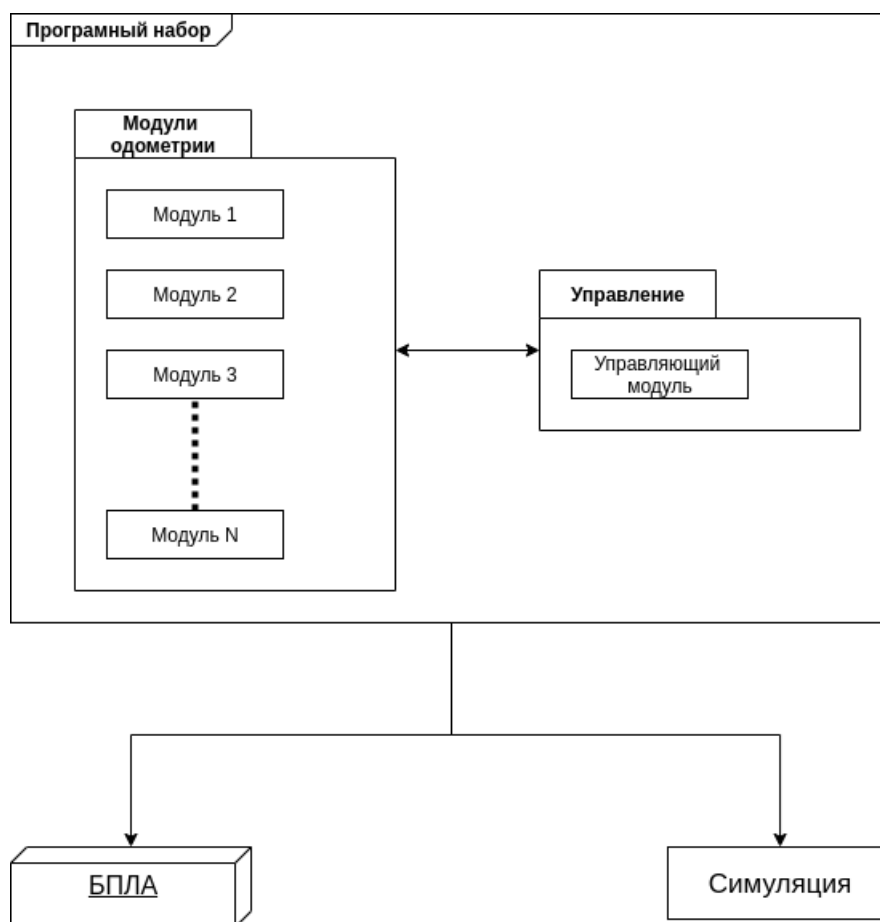 Програмный набор
Модули
одометрии
Модуль 1
Модуль 2
Модуль 3
Модуль N
Управление
Управляющий
модуль
БПЛА
Симуляция